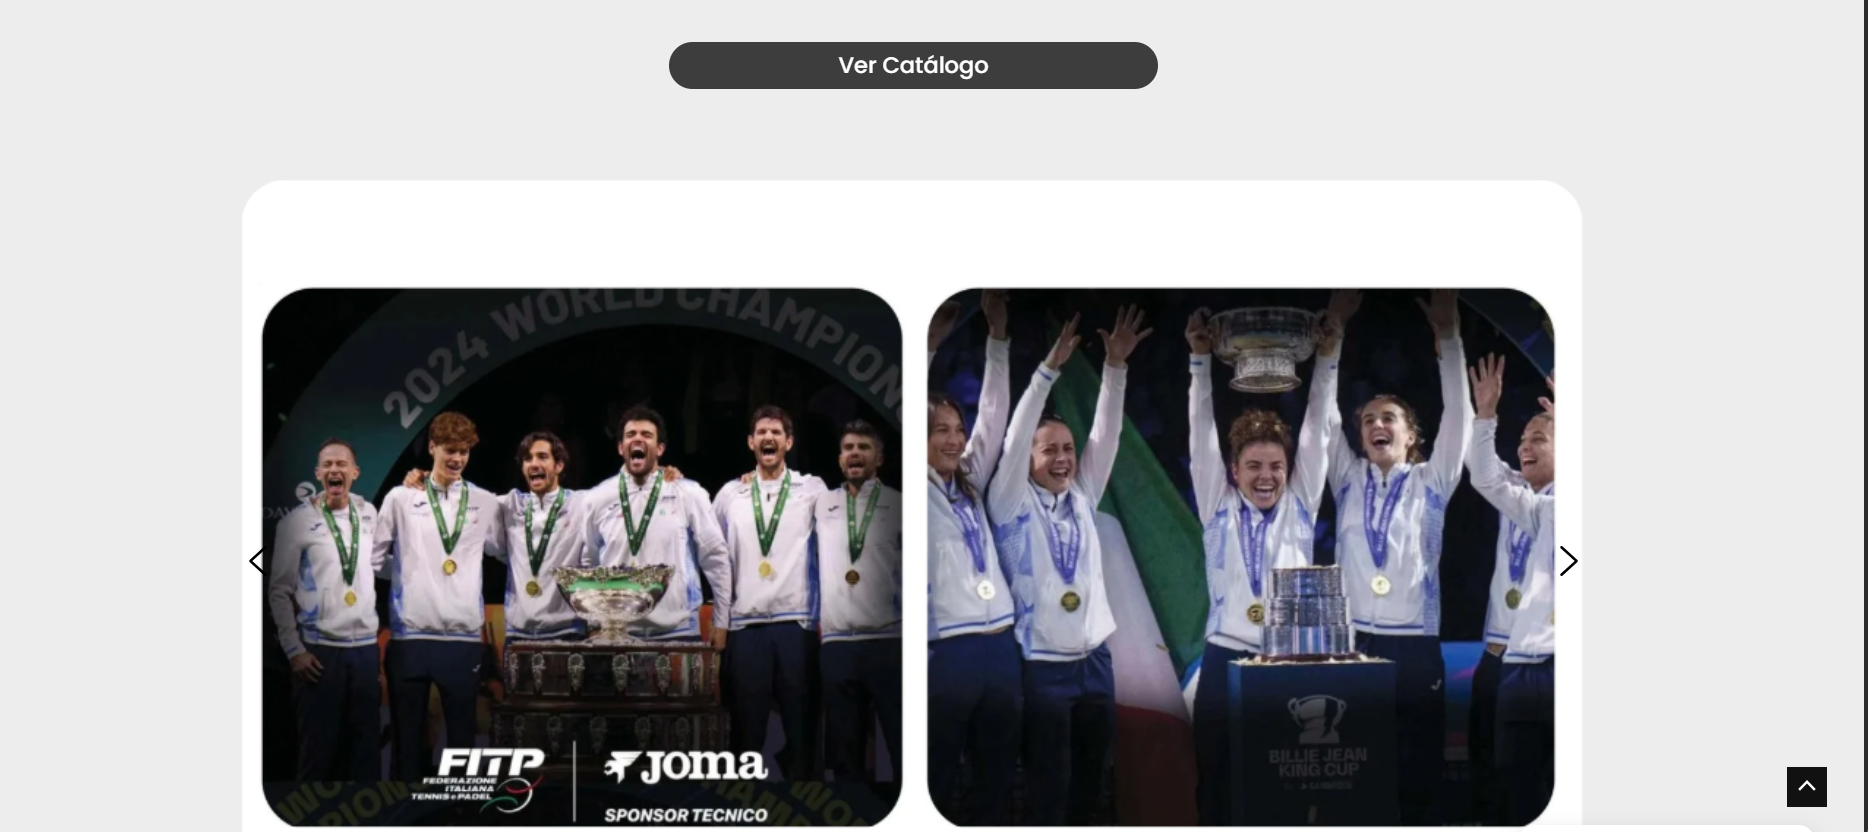 Ver Catálogo
2024 WORLD CHAMPION
FITP
FEDERAZIONE
ITALIANA
TENNIS e PADEL
JOMA
SPONSOR TECNICO
BILLIE JEAN
KING CUP